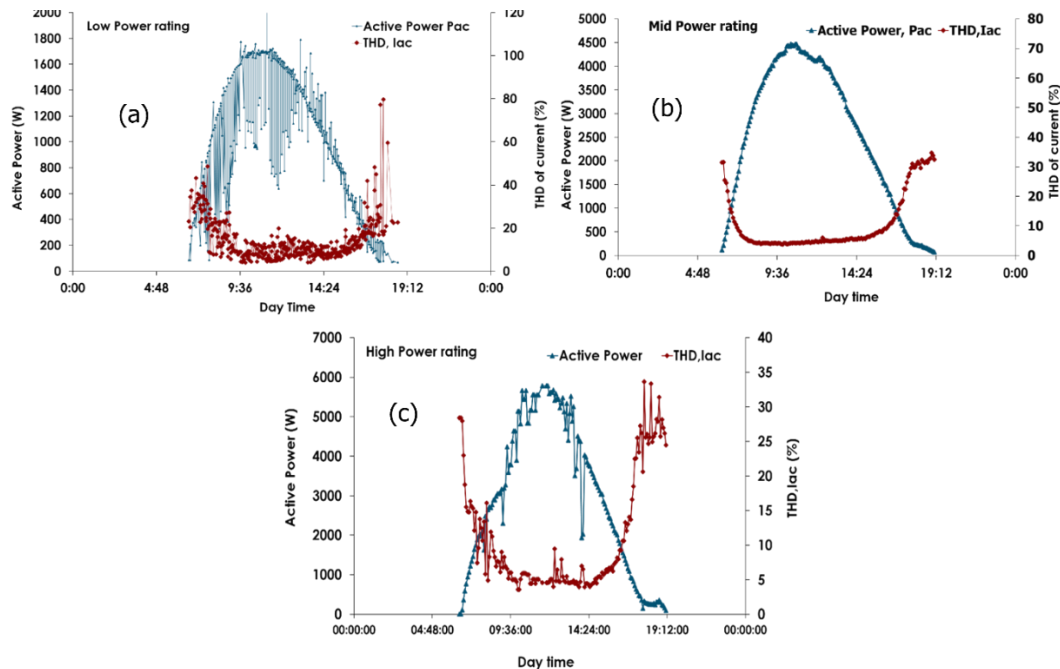 Low Power rating
Active Power Pac
THD, Iac
(a)
Active Power (W)
2000
1800
1600
1400
1200
1000
800
600
400
200
0
THD of current (%)
120
100
80
60
40
20
0
0:00 4:48 9:36 14:24 19:12 0:00
Day Time
Mid Power rating
Active Power, Pac
THD,Iac
(b)
Active Power (W)
5000
4500
4000
3500
3000
2500
2000
1500
1000
500
0
THD of current (%)
80
70
60
50
40
30
20
10
0
0:00 4:48 9:36 14:24 19:12 0:00
Day time
High Power rating
Active Power
THD,Iac
(c)
Active Power (W)
7000
6000
5000
4000
3000
2000
1000
0
THD,Iac (%)
40
35
30
25
20
15
10
5
0
00:00:00 04:48:00 09:36:00 14:24:00 19:12:00 00:00:00
Day time